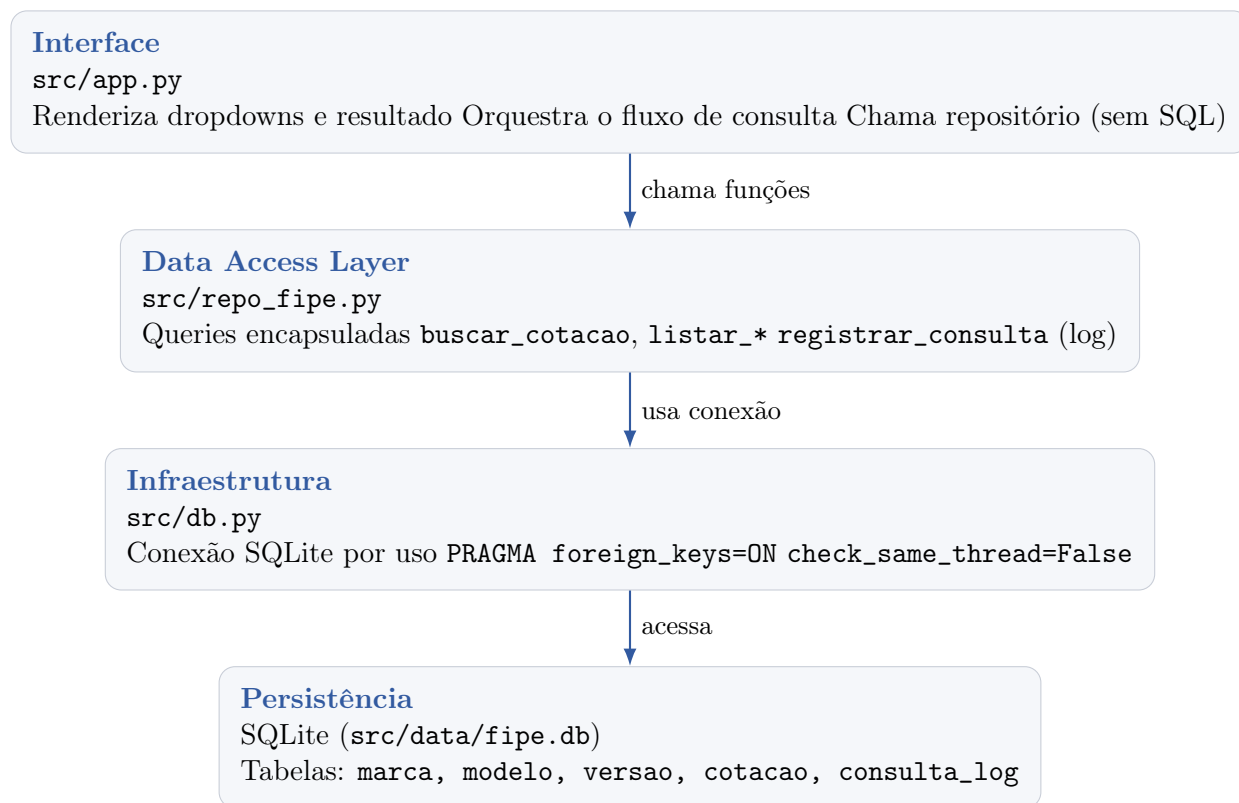 Interface
src/app.py
Renderiza dropdowns e resultado Orquestra o fluxo de consulta Chama repositório (sem SQL)
chama funções
Data Access Layer
src/repo_fipe.py
Queries encapsuladas buscar_cotacao, listar_* registrar_consulta (log)
usa conexão
Infraestrutura
src/db.py
Conexão SQLite por uso PRAGMA foreign_keys=ON check_same_thread=False
acessa
Persistência
SQLite (src/data/fipe.db)
Tabelas: marca, modelo, versao, cotacao, consulta_log